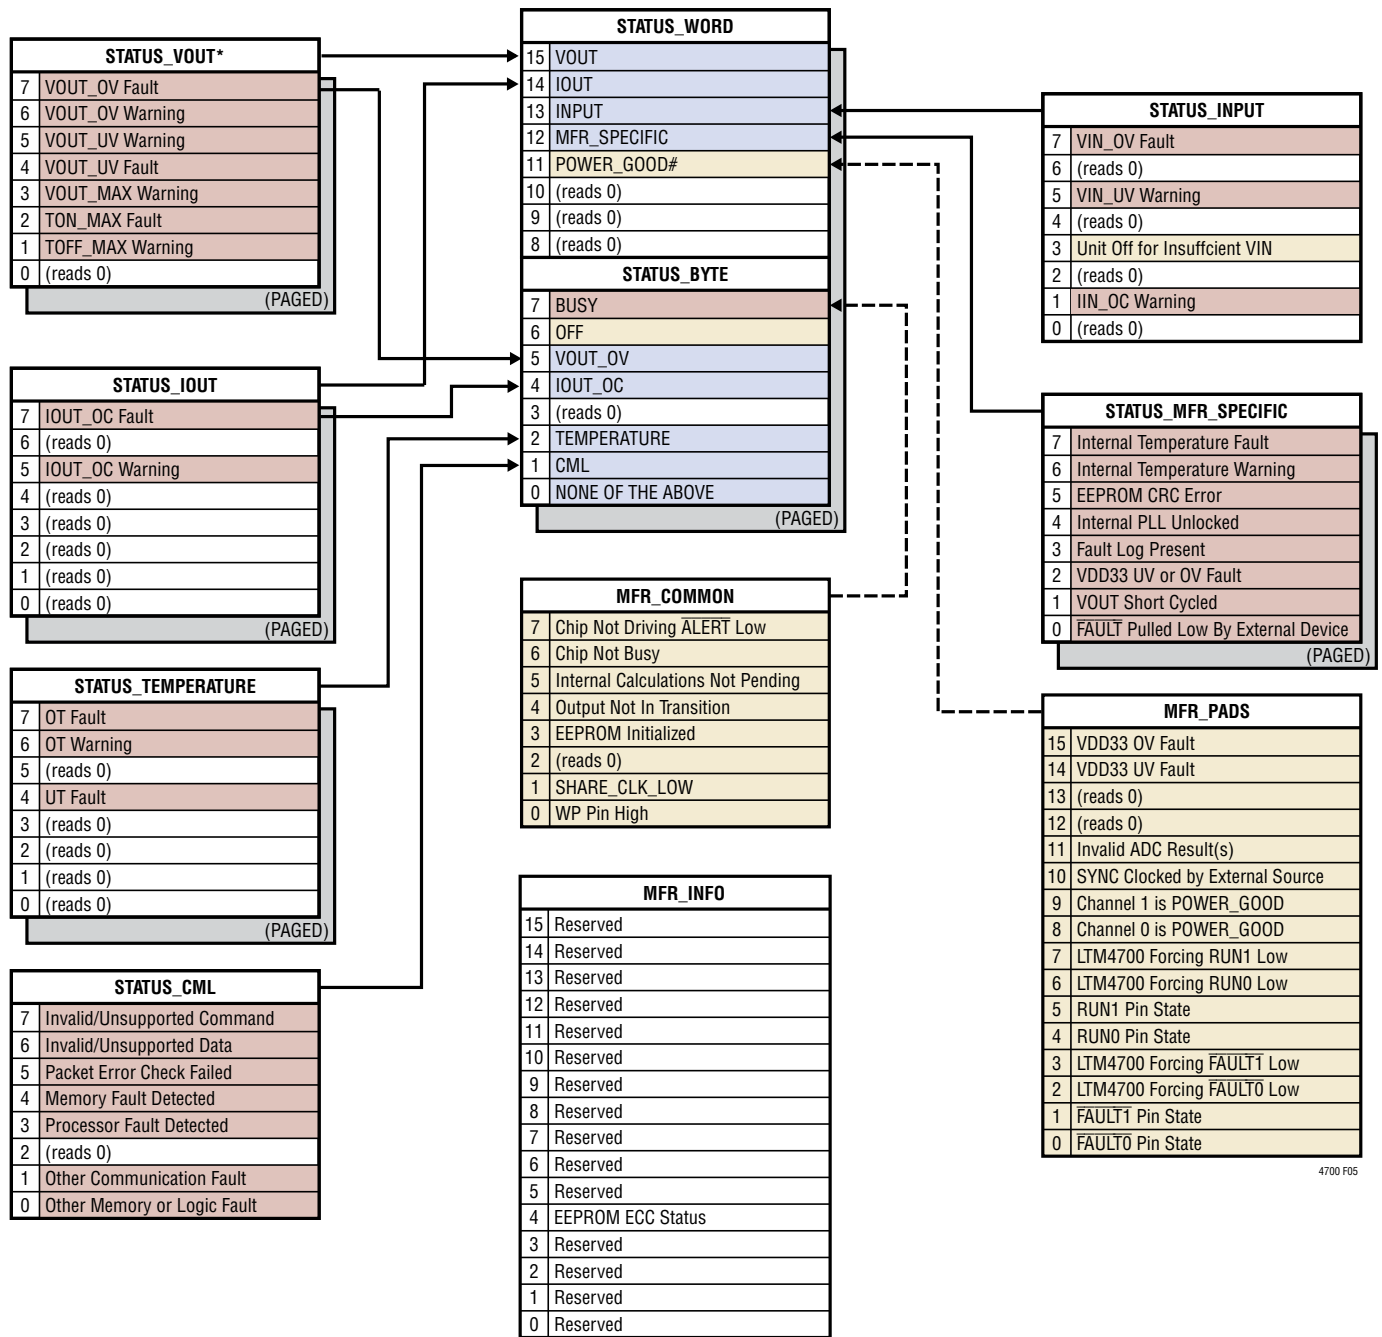 STATUS_VOUT*
7 VOUT_OV Fault
6 VOUT_OV Warning
5 VOUT_UV Warning
4 VOUT_UV Fault
3 VOUT_MAX Warning
2 TON_MAX Fault
1 TOFF_MAX Warning
0 (reads 0)
(PAGED)
STATUS_IOUT
7 IOUT_OC Fault
6 (reads 0)
5 IOUT_OC Warning
4 (reads 0)
3 (reads 0)
2 (reads 0)
1 (reads 0)
0 (reads 0)
(PAGED)
STATUS_TEMPERATURE
7 OT Fault
6 OT Warning
5 (reads 0)
4 UT Fault
3 (reads 0)
2 (reads 0)
1 (reads 0)
0 (reads 0)
(PAGED)
STATUS_CML
7 Invalid/Unsupported Command
6 Invalid/Unsupported Data
5 Packet Error Check Failed
4 Memory Fault Detected
3 Processor Fault Detected
2 (reads 0)
1 Other Communication Fault
0 Other Memory or Logic Fault
STATUS_WORD
15 VOUT
14 IOUT
13 INPUT
12 MFR_SPECIFIC
11 POWER_GOOD#
10 (reads 0)
9 (reads 0)
8 (reads 0)
STATUS_BYTE
7 BUSY
6 OFF
5 VOUT_OV
4 IOUT_OC
3 (reads 0)
2 TEMPERATURE
1 CML
0 NONE OF THE ABOVE
(PAGED)
MFR_COMMON
7 Chip Not Driving ALERT Low
6 Chip Not Busy
5 Internal Calculations Not Pending
4 Output Not In Transition
3 EEPROM Initialized
2 (reads 0)
1 SHARE_CLK_LOW
0 WP Pin High
MFR_INFO
15 Reserved
14 Reserved
13 Reserved
12 Reserved
11 Reserved
10 Reserved
9 Reserved
8 Reserved
7 Reserved
6 Reserved
5 Reserved
4 EEPROM ECC Status
3 Reserved
2 Reserved
1 Reserved
0 Reserved
STATUS_INPUT
7 VIN_OV Fault
6 (reads 0)
5 VIN_UV Warning
4 (reads 0)
3 Unit Off for Insuffcient VIN
2 (reads 0)
1 IIN_OC Warning
0 (reads 0)
STATUS_MFR_SPECIFIC
7 Internal Temperature Fault
6 Internal Temperature Warning
5 EEPROM CRC Error
4 Internal PLL Unlocked
3 Fault Log Present
2 VDD33 UV or OV Fault
1 VOUT Short Cycled
0 FAULT Pulled Low By External Device
(PAGED)
MFR_PADS
15 VDD33 OV Fault
14 VDD33 UV Fault
13 (reads 0)
12 (reads 0)
11 Invalid ADC Result(s)
10 SYNC Clocked by External Source
9 Channel 1 is POWER_GOOD
8 Channel 0 is POWER_GOOD
7 LTM4700 Forcing RUN1 Low
6 LTM4700 Forcing RUN0 Low
5 RUN1 Pin State
4 RUN0 Pin State
3 LTM4700 Forcing FAULT1 Low
2 LTM4700 Forcing FAULT0 Low
1 FAULT1 Pin State
0 FAULT0 Pin State
4700 F05